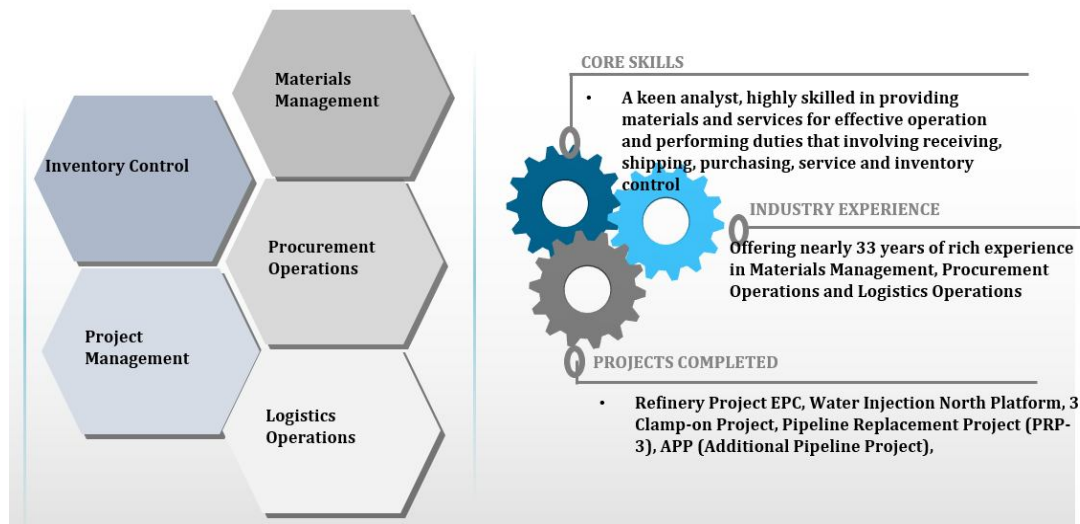 Materials
Management
Inventory Control
Procurement
Operations
Project
Management
Logistics
Operations
CORE SKILLS
• A keen analyst, highly skilled in providing
materials and services for effective operation
and performing duties that involving receiving,
shipping, purchasing, service and inventory
control
INDUSTRY EXPERIENCE
Offering nearly 33 years of rich experience
in Materials Management, Procurement
Operations and Logistics Operations
PROJECTS COMPLETED
• Refinery Project EPC, Water Injection North Platform, 3
Clamp-on Project, Pipeline Replacement Project (PRP-
3), APP (Additional Pipeline Project),